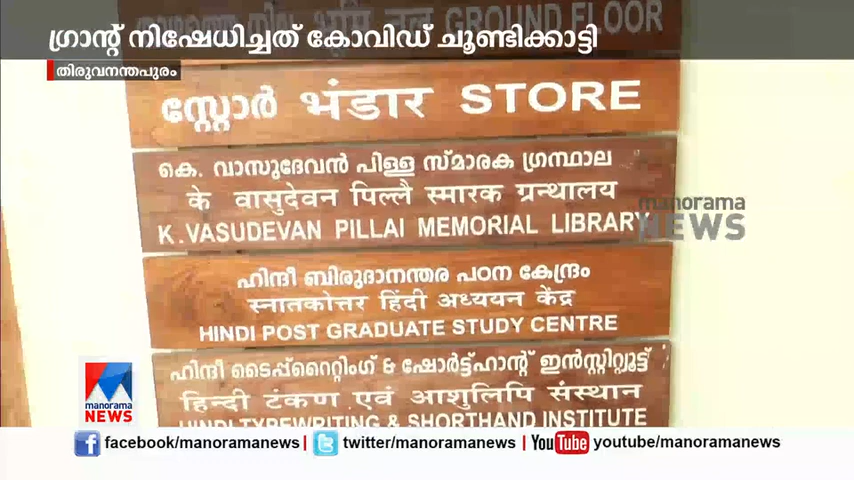 ഗ്രാന്റ് നിഷേധിച്ചത് കോവിഡ് ചൂണ്ടിക്കാട്ടി
തിരുവനന്തപുരം
GROUND FLOOR
സ്റ്റോർ भंडार STORE
കെ. വാസുദേവൻ പിള്ള സ്മാരക ഗ്രന്ഥാല
के वासुदेवन पिल्लै स्मारक ग्रन्थालय
K.VASUDEVAN PILLAI MEMORIAL LIBRARY
manorama
NEWS
ഹിന്ദീ ബിരുദാനന്തര പഠന കേന്ദ്രം
स्नातकोत्तर हिंदी अध्ययन केंद्र
HINDI POST GRADUATE STUDY CENTRE
ഹിന്ദീ ടൈപ്പ്റൈറ്റിംഗ് & ഷോർട്ട്ഹാന്റ് ഇൻസ്റ്റിറ്റ്യൂട്ട്
हिन्दी टंकण एवं आशुलिपि संस्थान
HINDI TYPEWRITING & SHORTHAND INSTITUTE
manorama
NEWS
facebook/manoramanews | twitter/manoramanews | YouTube youtube/manoramanews